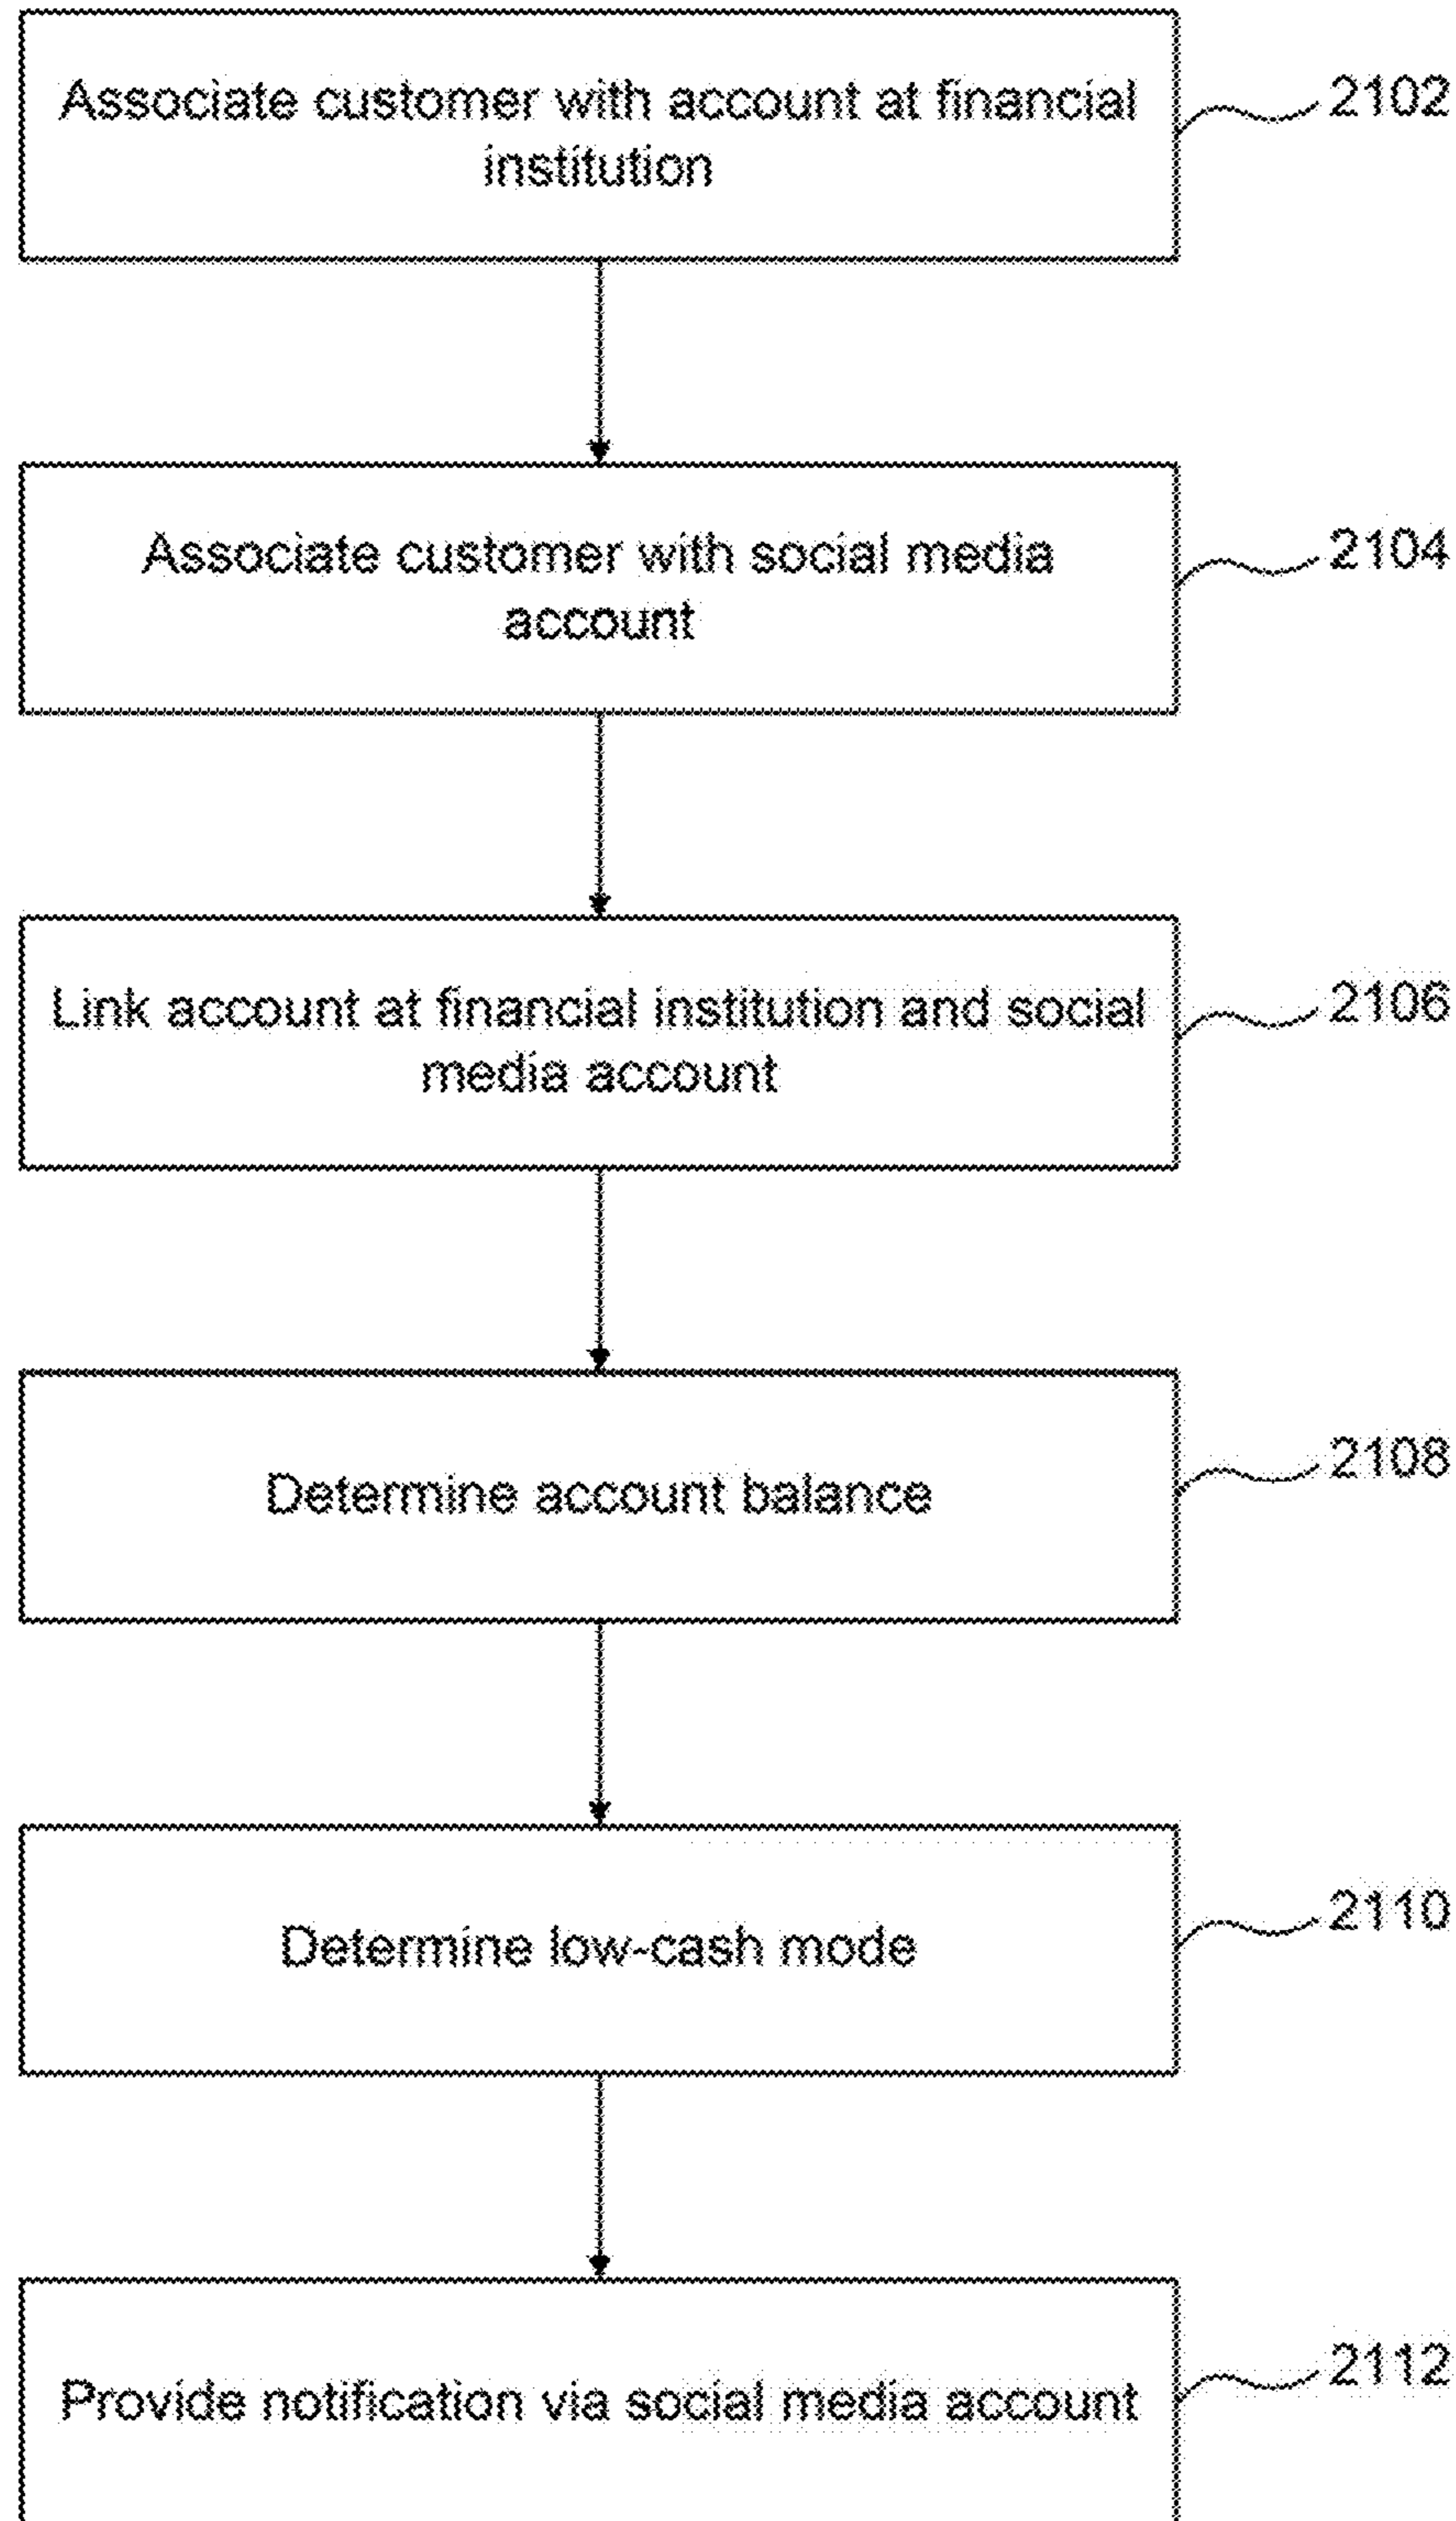 Associate customer with account at financial
institution
2102
Associate customer with social media
account
2104
Link account at financial institution and social
media account
2106
Determine account balance
2108
Determine low-cash mode
2110
Provide notification via social media account
2112